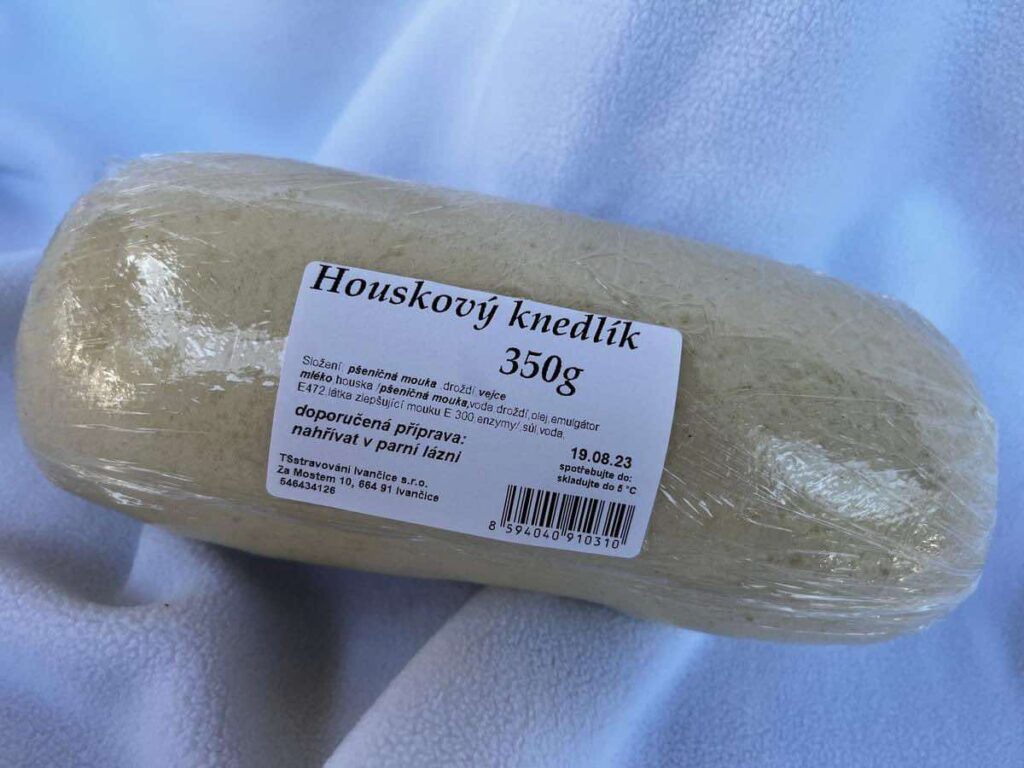 Houskový knedlík
350g
Složení: pšeničná mouka ,droždí,vejce
mléko,houska /pšeničná mouka,voda,droždí,olej,emulgátor
E472,látka zlepšující mouku E 300,enzymy/,sůl,voda,
doporučená příprava:
nahřívat v parní lázni
TSstravování Ivančice s.r.o.
Za Mostem 10, 664 91 Ivančice
546434126
19.08.23
spotřebujte do:
skladujte do 5 °C
8 594040 910310